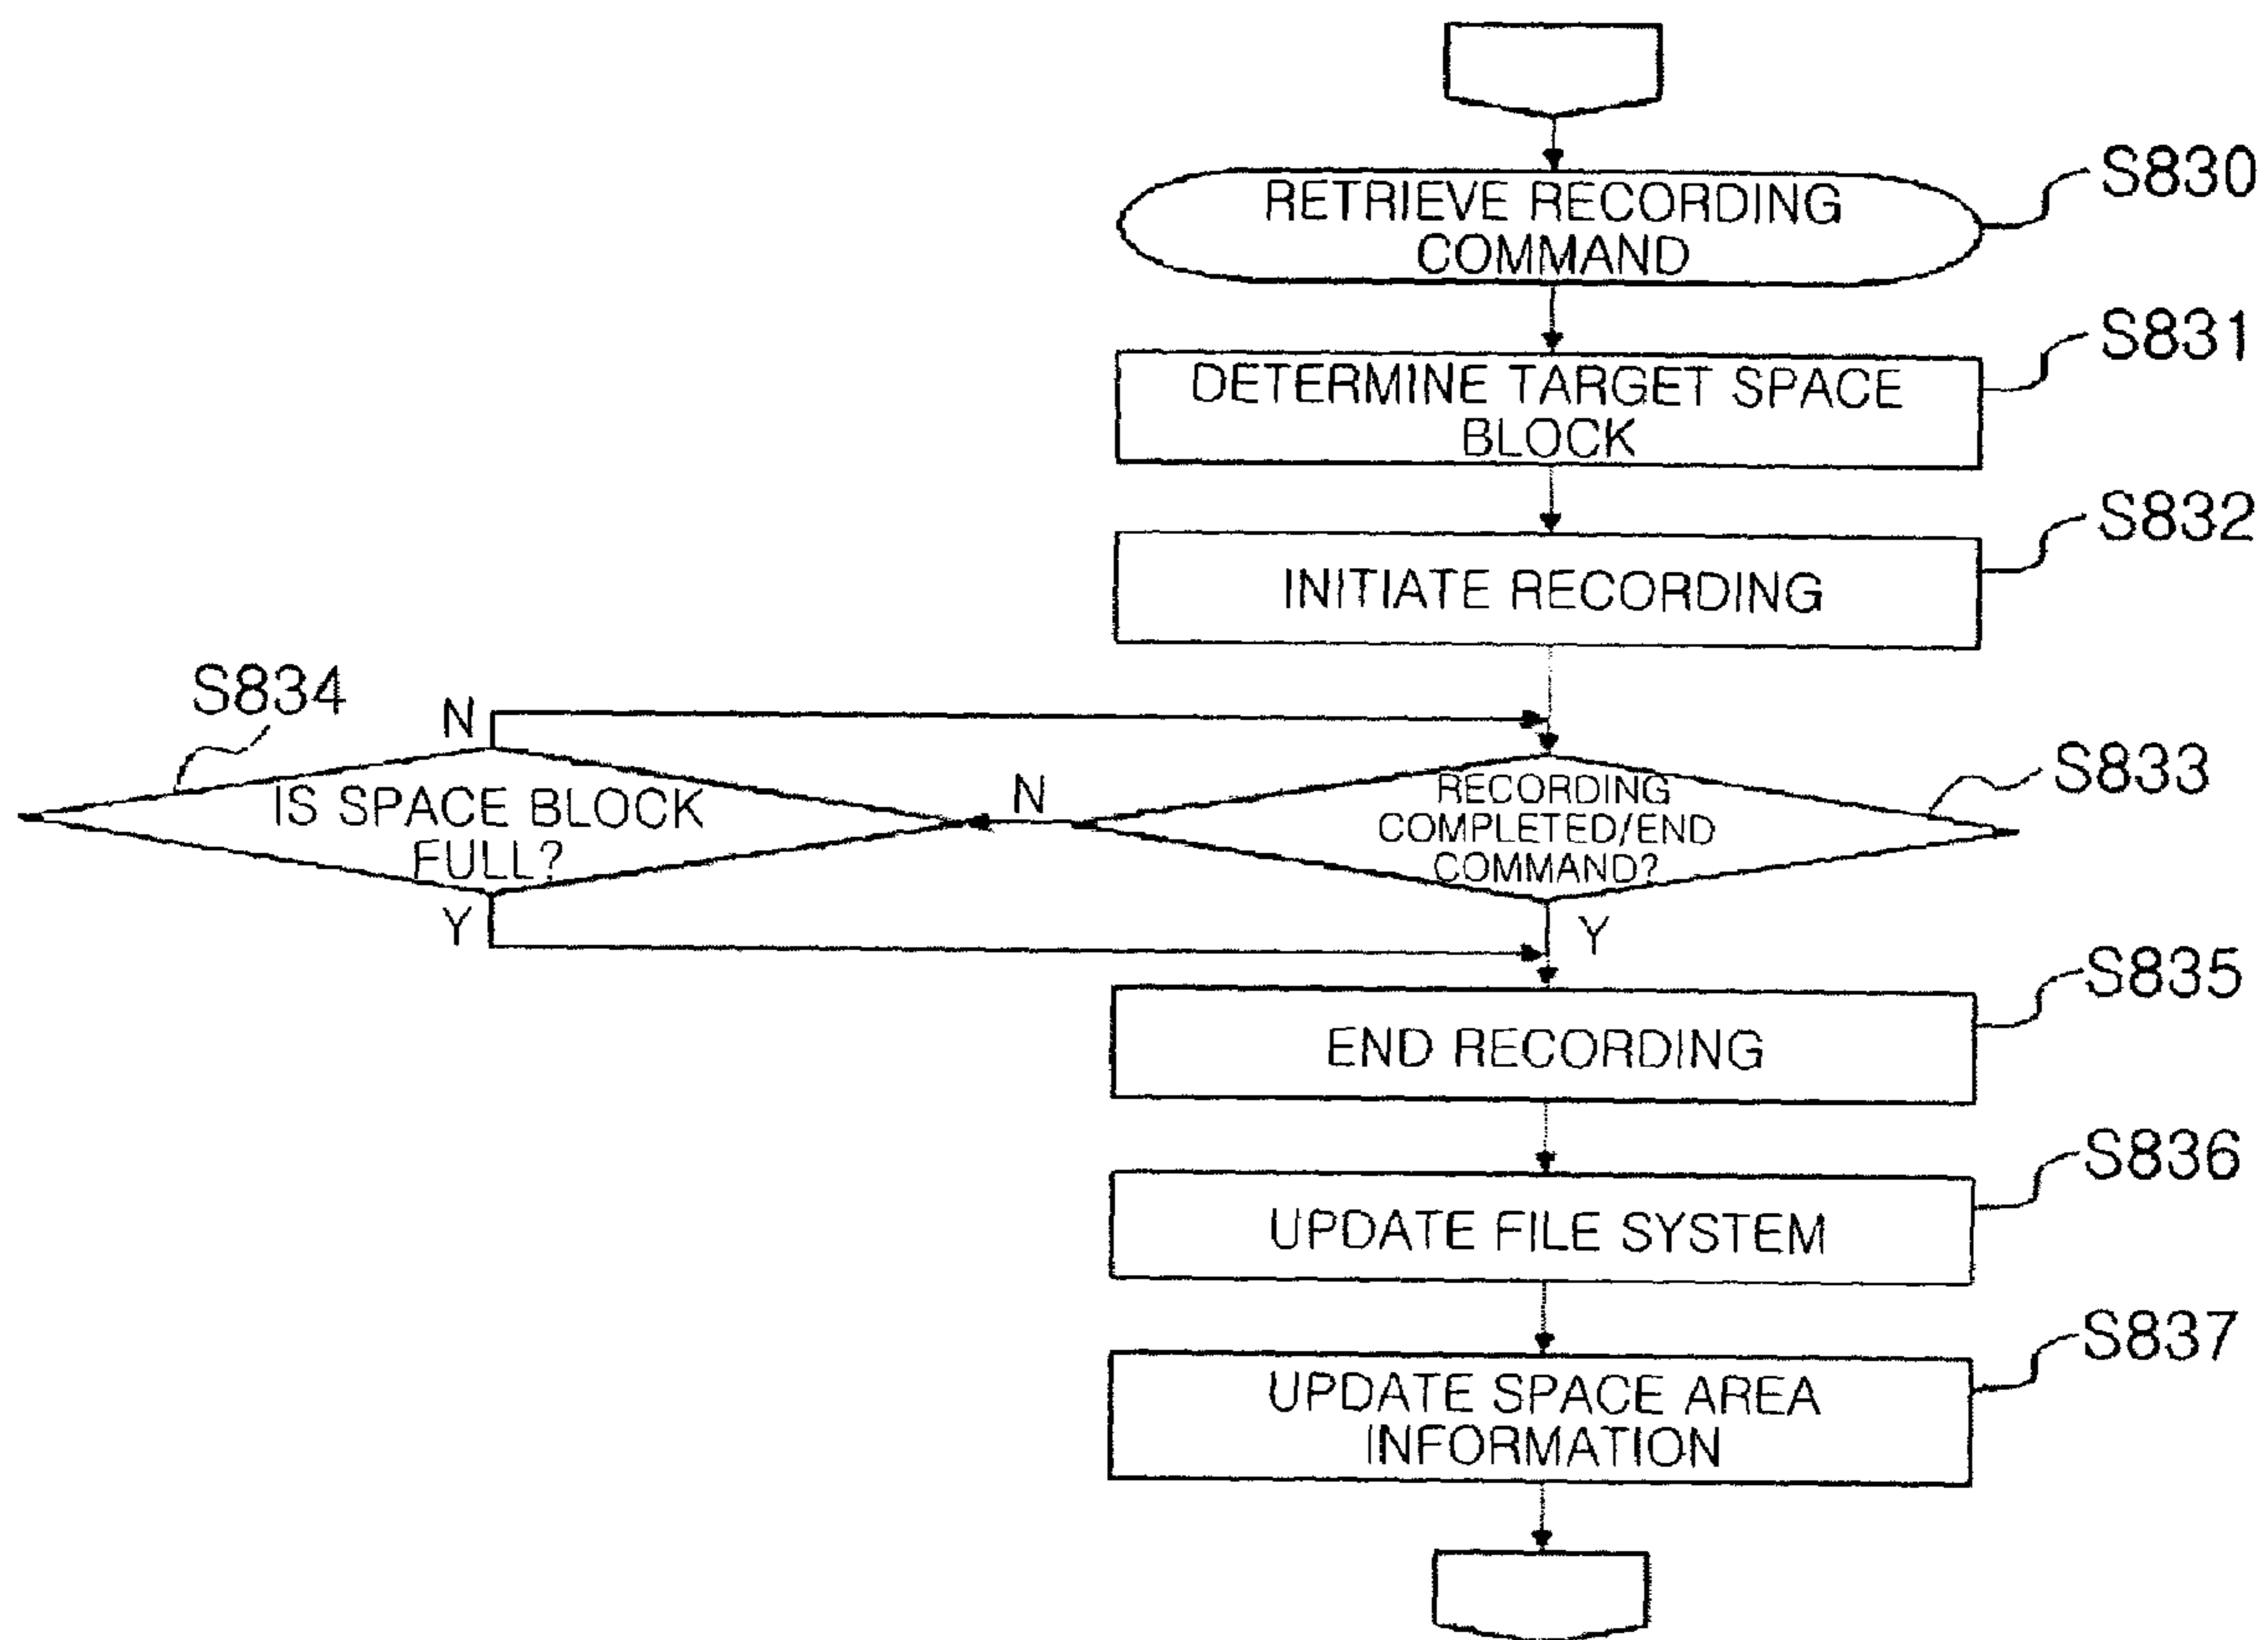 RETRIEVE RECORDING
COMMAND
S830
DETERMINE TARGET SPACE
BLOCK
S831
INITIATE RECORDING
S832
S834
N
IS SPACE BLOCK
FULL?
Y
N
RECORDING
COMPLETED/END
COMMAND?
S833
Y
END RECORDING
S835
UPDATE FILE SYSTEM
S836
UPDATE SPACE AREA
INFORMATION
S837